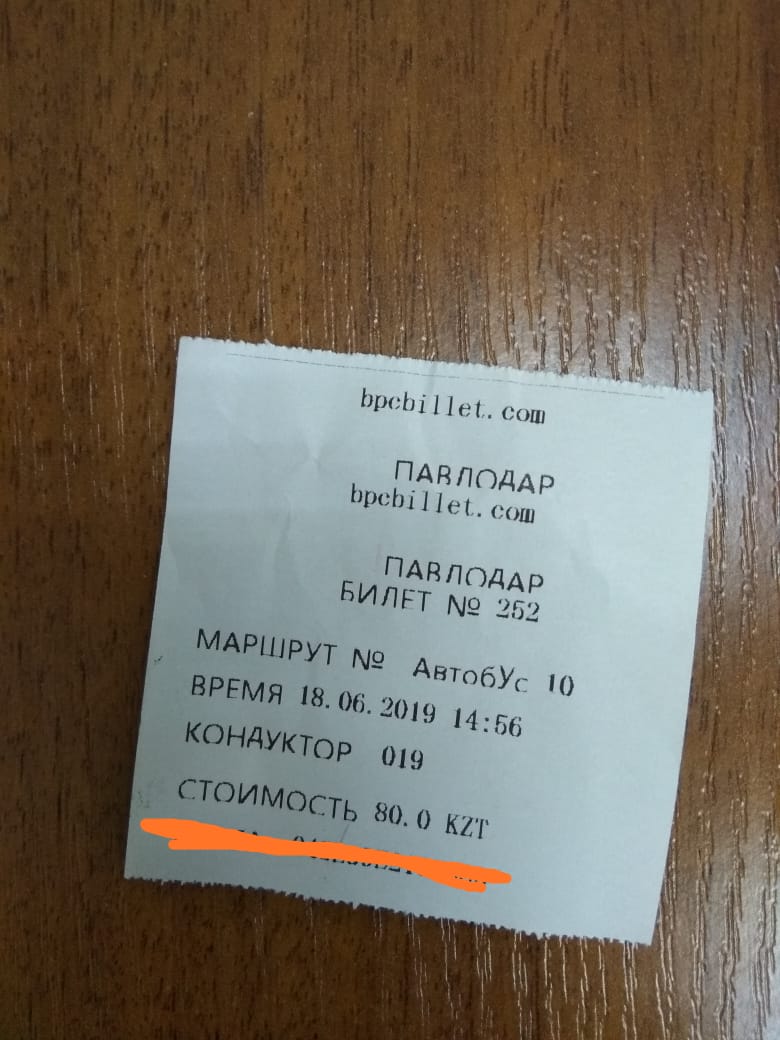 bpcbillet.com
ПАВЛОДАР
bpcbillet.com
ПАВЛОДАР
БИЛЕТ № 252
МАРШРУТ № АвтобУс 10
ВРЕМЯ 18.06.2019 14:56
КОНДУКТОР 019
СТОИМОСТЬ 80.0 KZT